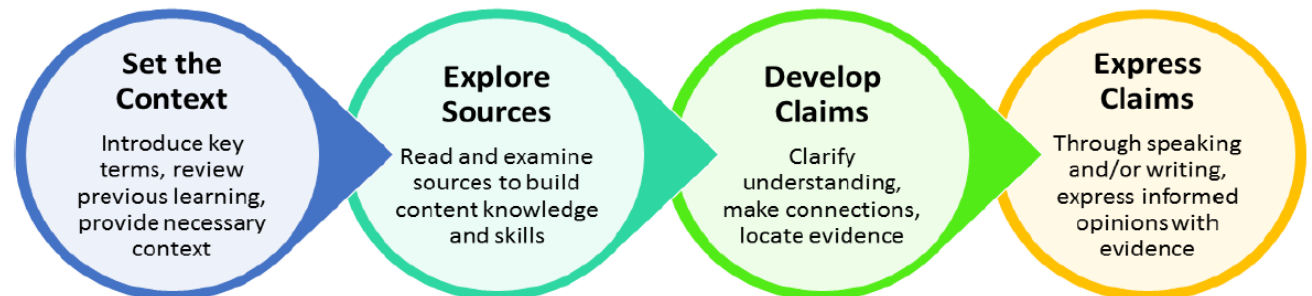 Set the
Context
Introduce key
terms, review
previous learning,
provide necessary
context
Explore
Sources
Read and examine
sources to build
content knowledge
and skills
Develop
Claims
Clarify
understanding,
make connections,
locate evidence
Express
Claims
Through speaking
and/or writing,
express informed
opinions with
evidence